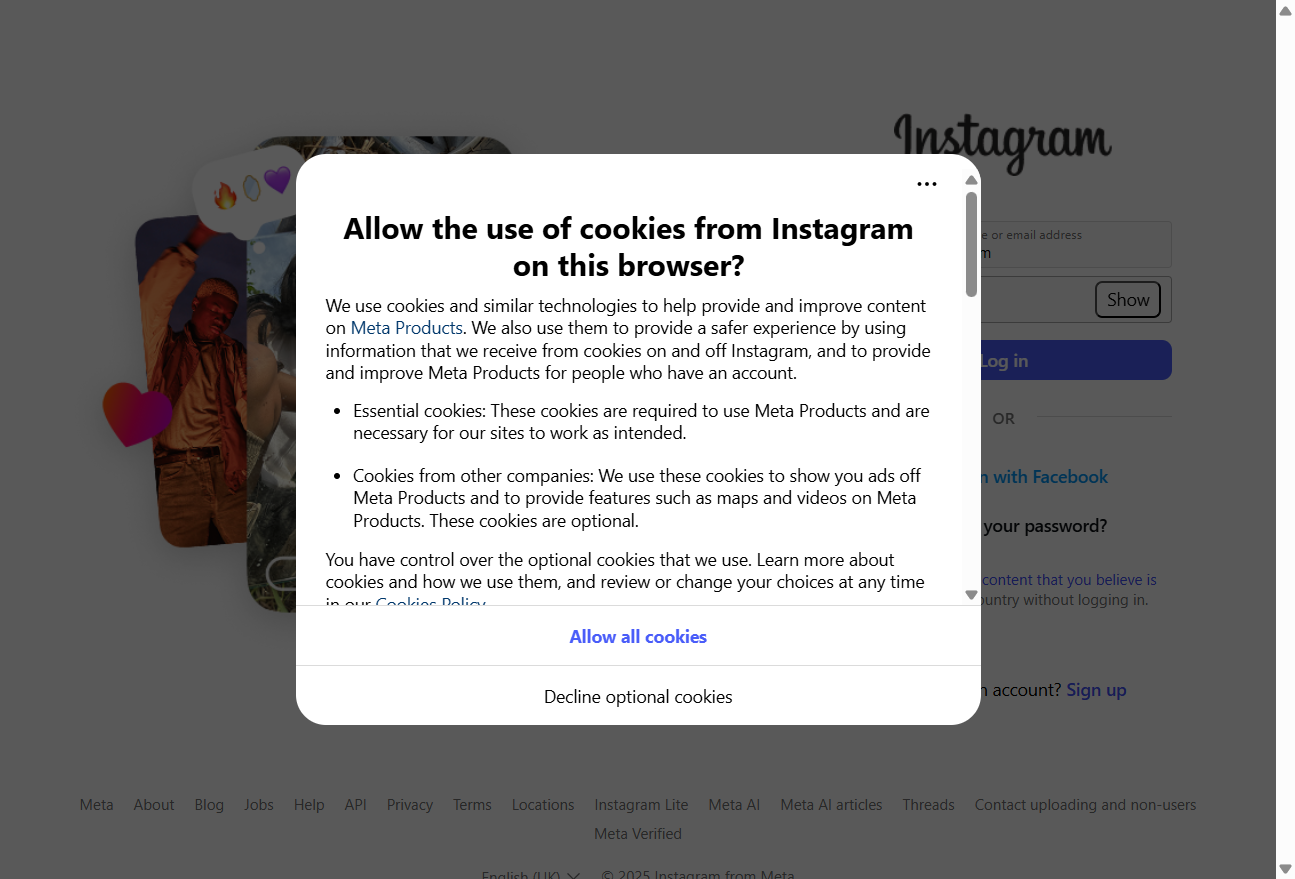 Instagram
Allow the use of cookies from Instagram
on this browser?
We use cookies and similar technologies to help provide and improve content
on Meta Products. We also use them to provide a safer experience by using
information that we receive from cookies on and off Instagram, and to provide
and improve Meta Products for people who have an account.
• Essential cookies: These cookies are required to use Meta Products and are
necessary for our sites to work as intended.
• Cookies from other companies: We use these cookies to show you ads off
Meta Products and to provide features such as maps and videos on Meta
Products. These cookies are optional.
You have control over the optional cookies that we use. Learn more about
cookies and how we use them, and review or change your choices at any time
in our Cookies Policy.
Allow all cookies
Decline optional cookies
or email address
Show
Log in
OR
with Facebook
your password?
content that you believe is
without logging in.
account? Sign up
Meta About Blog Jobs Help API Privacy Terms Locations Instagram Lite Meta AI Meta AI articles Threads Contact uploading and non-users
Meta Verified
English (UK) © 2025 Instagram from Meta